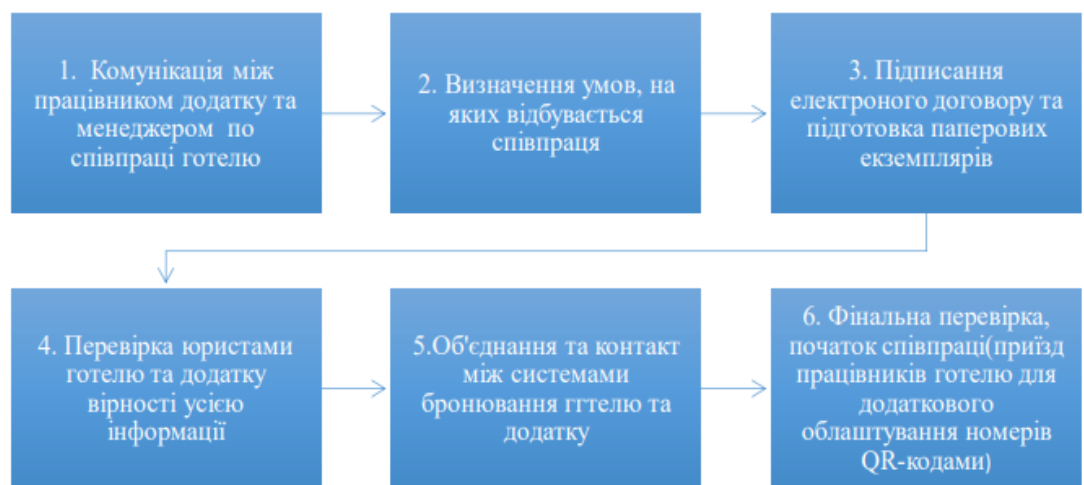 1. Комунікація між
працівником додатку та
менеджером по
співпраці готелю
2. Визначення умов, на
яких відбувається
співпраця
3. Підписання
електроного договору та
підготовка паперових
екземплярів
4. Перевірка юристами
готелю та додатку
вірності усією
інформації
5.Об'єднання та контакт
між системами
бронювання ггтелю та
додатку
6. Фінальна перевірка,
початок співпраці(приїзд
працівників готелю для
додаткового
облаштування номерів
QR-кодами)